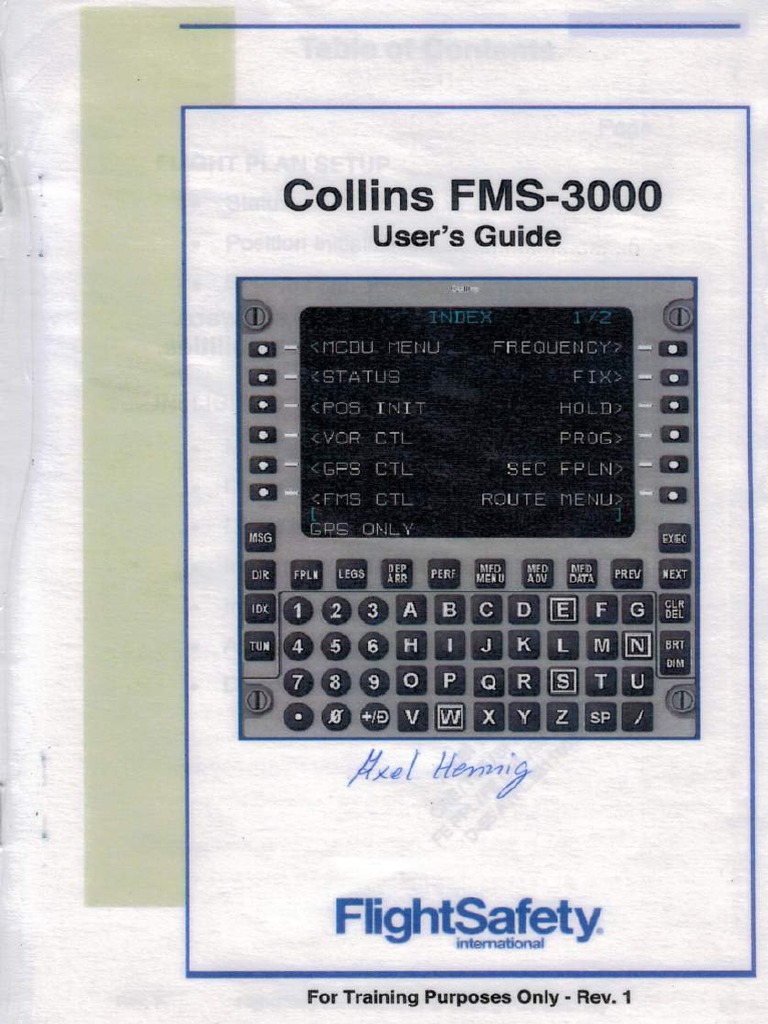 Collins FMS-3000
User's Guide
INDEX 1/2
<MCDU MENU FREQUENCY>
<STATUS FIX>
<POS INIT HOLD>
<VOR CTL PROG>
<GPS CTL SEC FPLN>
<FMS CTL ROUTE MENU>
[ ]
GPS ONLY
MSG EXEC
DIR FPLN LEGS DEP ARR PERF MFD MENU MFD ADV MFD DATA PREV NEXT
IDX 1 2 3 A B C D E F G CLR DEL
TUN 4 5 6 H I J K L M N BRT DIM
7 8 9 O P Q R S T U
. 0 +/- V W X Y Z SP /
Axel Hennig
FlightSafety®
international
For Training Purposes Only - Rev. 1